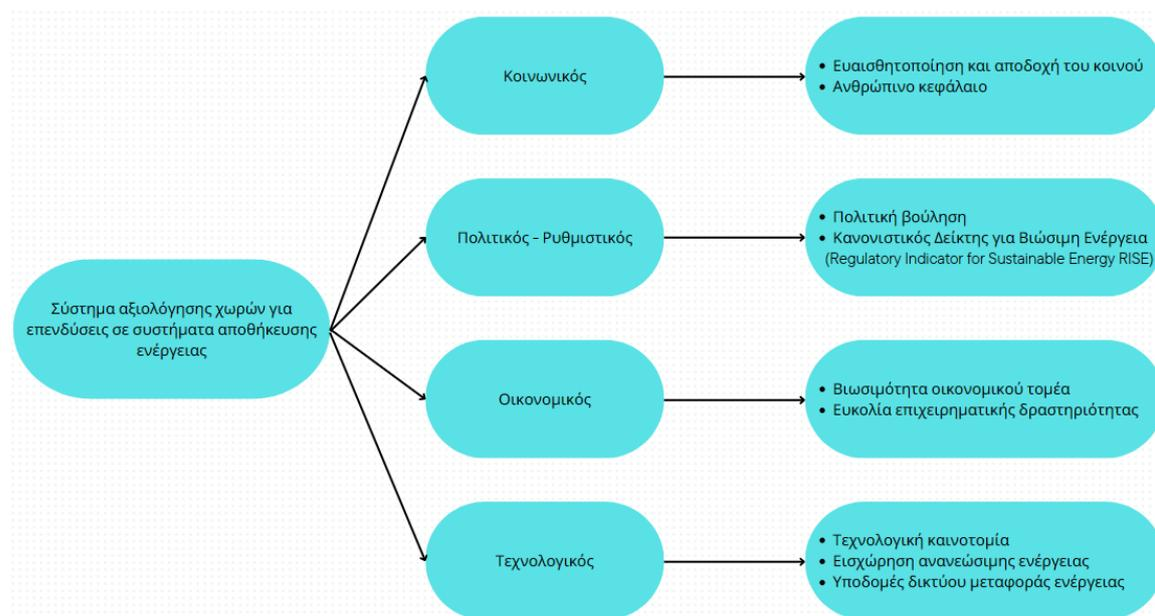 Κοινωνικός
• Ευαισθητοποίηση και αποδοχή του κοινού
• Ανθρώπινο κεφάλαιο
Πολιτικός - Ρυθμιστικός
• Πολιτική βούληση
• Κανονιστικός Δείκτης για Βιώσιμη Ενέργεια
(Regulatory Indicator for Sustainable Energy RISE)
Σύστημα αξιολόγησης χωρών για
επενδύσεις σε συστήματα αποθήκευσης
ενέργειας
Οικονομικός
• Βιωσιμότητα οικονομικού τομέα
• Ευκολία επιχειρηματικής δραστηριότητας
Τεχνολογικός
• Τεχνολογική καινοτομία
• Εισχώρηση ανανεώσιμης ενέργειας
• Υποδομές δικτύου μεταφοράς ενέργειας